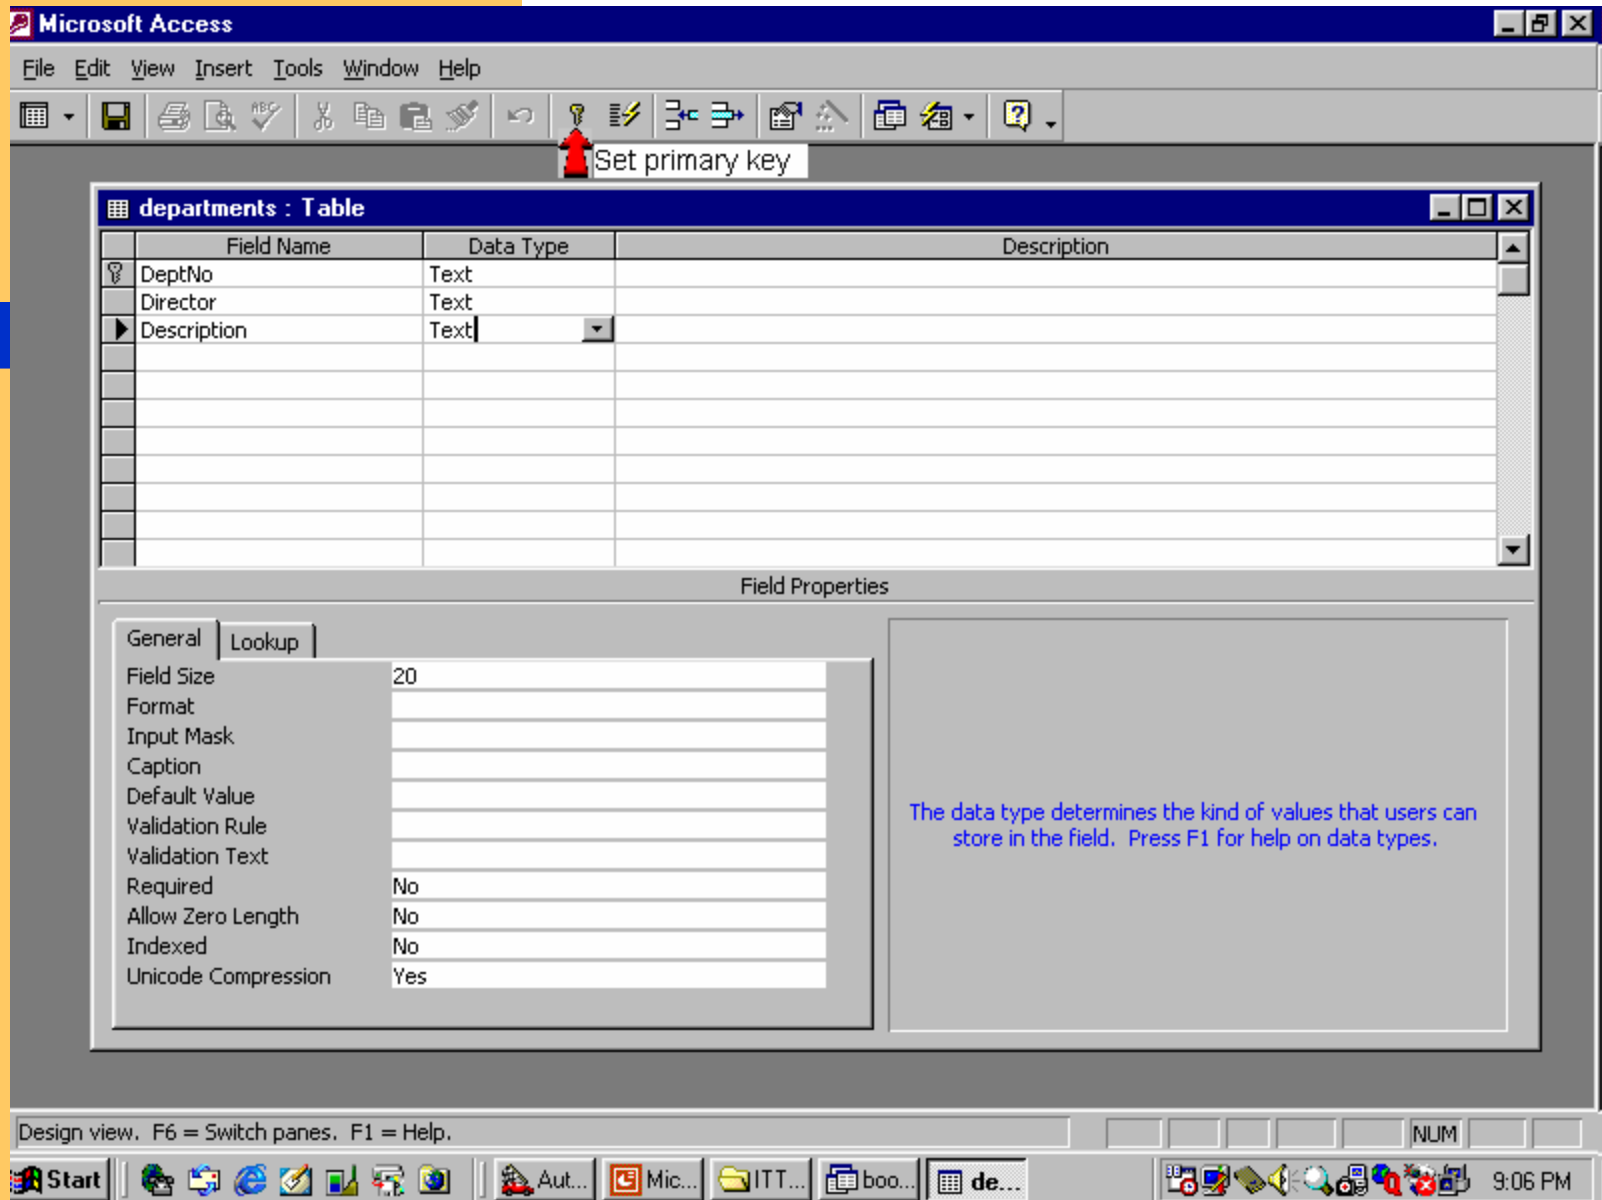 Microsoft Access
File Edit View Insert Tools Window Help
ABC
Set primary key
departments : Table
Field Name Data Type Description
DeptNo Text
Director Text
Description Text
Field Properties
General Lookup
Field Size 20
Format
Input Mask
Caption
Default Value
Validation Rule
Validation Text
Required No
Allow Zero Length No
Indexed No
Unicode Compression Yes
The data type determines the kind of values that users can
store in the field. Press F1 for help on data types.
Design view. F6 = Switch panes. F1 = Help.
NUM
Start Aut... Mic... ITT... boo... de... 9:06 PM